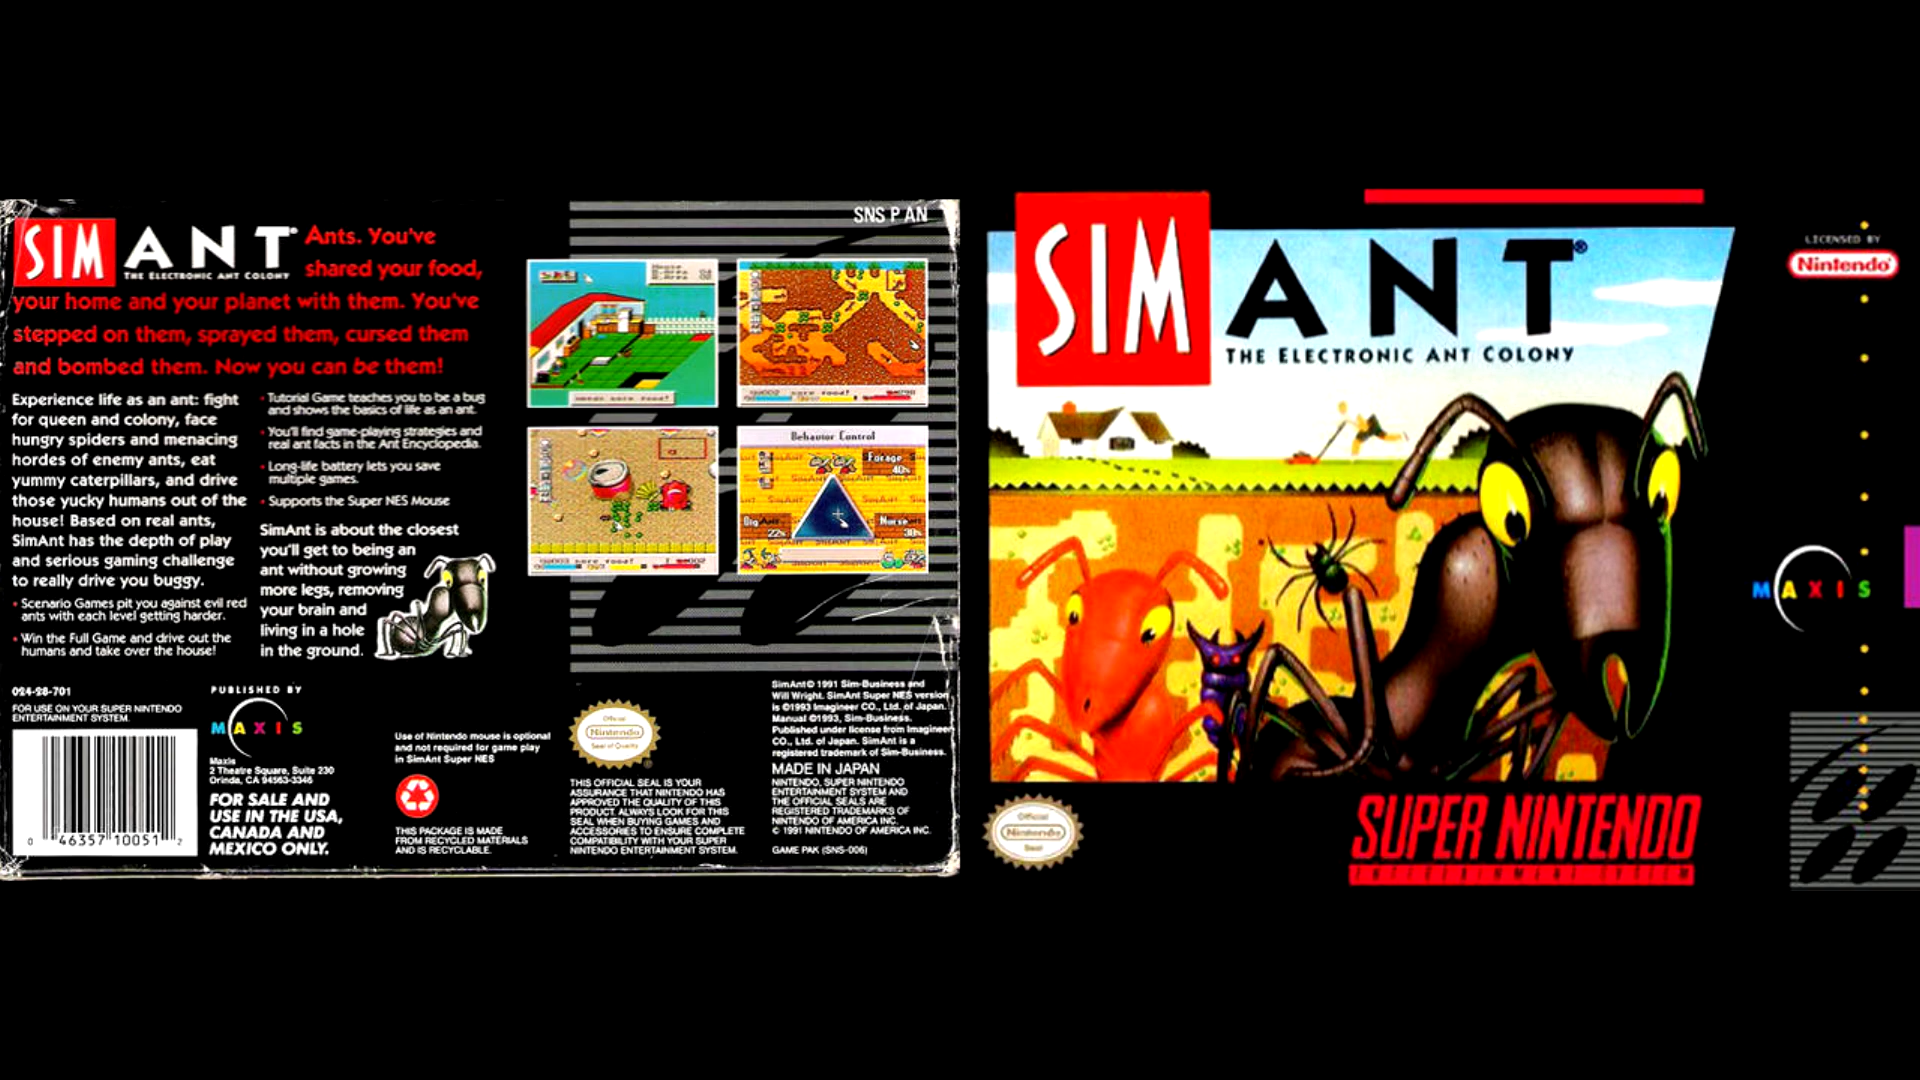 SIM ANT®
THE ELECTRONIC ANT COLONY
Ants. You've
shared your food,
your home and your planet with them. You've
stepped on them, sprayed them, cursed them
and bombed them. Now you can be them!
Experience life as an ant: fight
for queen and colony, face
hungry spiders and menacing
hordes of enemy ants, eat
yummy caterpillars, and drive
those yucky humans out of the
house! Based on real ants,
SimAnt has the depth of play
and serious gaming challenge
to really drive you buggy.
• Scenario Games pit you against evil red
ants with each level getting harder.
• Win the Full Game and drive out the
humans and take over the house!
• Tutorial Game teaches you to be a bug
and shows the basics of life as an ant.
• You'll find game-playing strategies and
real ant facts in the Ant Encyclopedia.
• Long-life battery lets you save
multiple games.
• Supports the Super NES Mouse
SimAnt is about the closest
you'll get to being an
ant without growing
more legs, removing
your brain and
living in a hole
in the ground.
SNS P AN
Behavior Control
Forage
40%
22%
Nurse
30%
024-28-701
FOR USE ON YOUR SUPER NINTENDO
ENTERTAINMENT SYSTEM.
0 46357 10051 2
PUBLISHED BY
MAXIS
Maxis
2 Theatre Square, Suite 230
Orinda, CA 94563-3346
FOR SALE AND
USE IN THE USA,
CANADA AND
MEXICO ONLY.
Use of Nintendo mouse is optional
and not required for game play
in SimAnt Super NES
THIS PACKAGE IS MADE
FROM RECYCLED MATERIALS
AND IS RECYCLABLE.
Official
Nintendo
Seal of Quality
THIS OFFICIAL SEAL IS YOUR
ASSURANCE THAT NINTENDO HAS
APPROVED THE QUALITY OF THIS
PRODUCT. ALWAYS LOOK FOR THIS
SEAL WHEN BUYING GAMES AND
ACCESSORIES TO ENSURE COMPLETE
COMPATIBILITY WITH YOUR SUPER
NINTENDO ENTERTAINMENT SYSTEM.
SimAnt© 1991 Sim-Business and
Will Wright. SimAnt Super NES version
is ©1993 Imagineer CO., Ltd. of Japan.
Manual ©1993, Sim-Business.
Published under license from Imagineer
CO., Ltd. of Japan. SimAnt is a
registered trademark of Sim-Business.
MADE IN JAPAN
NINTENDO, SUPER NINTENDO
ENTERTAINMENT SYSTEM AND
THE OFFICIAL SEALS ARE
REGISTERED TRADEMARKS OF
NINTENDO OF AMERICA INC.
© 1991 NINTENDO OF AMERICA INC.
GAME PAK (SNS-006)
SIM ANT®
THE ELECTRONIC ANT COLONY
LICENSED BY
Nintendo
MAXIS
Official
Nintendo
Seal
SUPER NINTENDO
ENTERTAINMENT SYSTEM